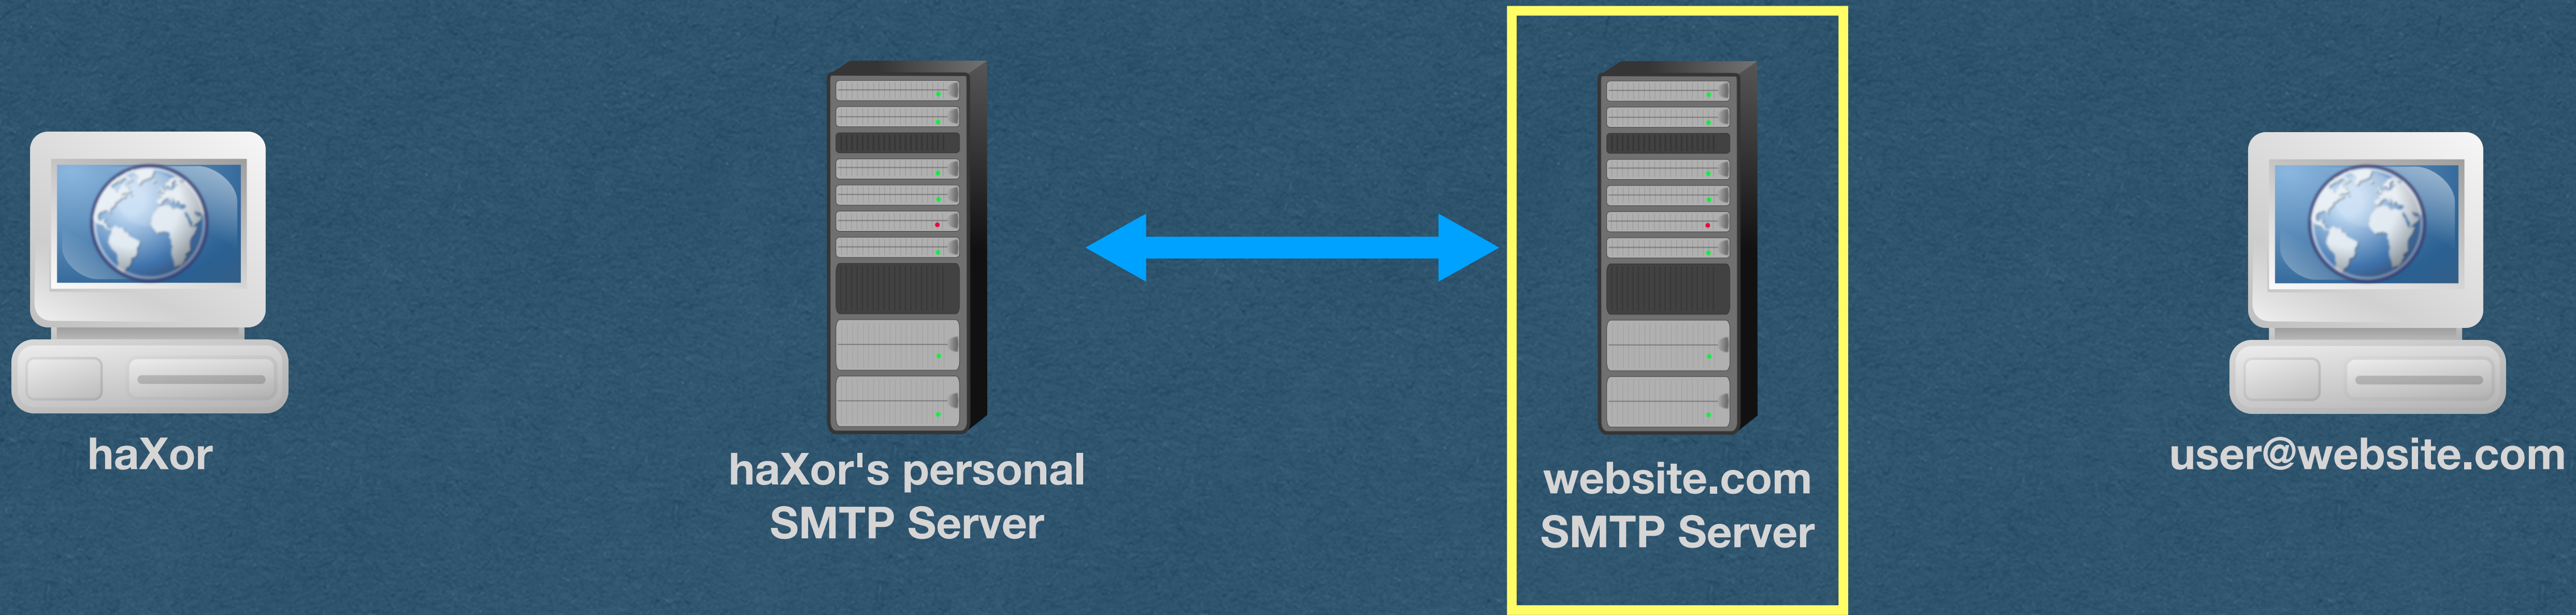 haXor
haXor's personal
SMTP Server
website.com
SMTP Server
user@website.com